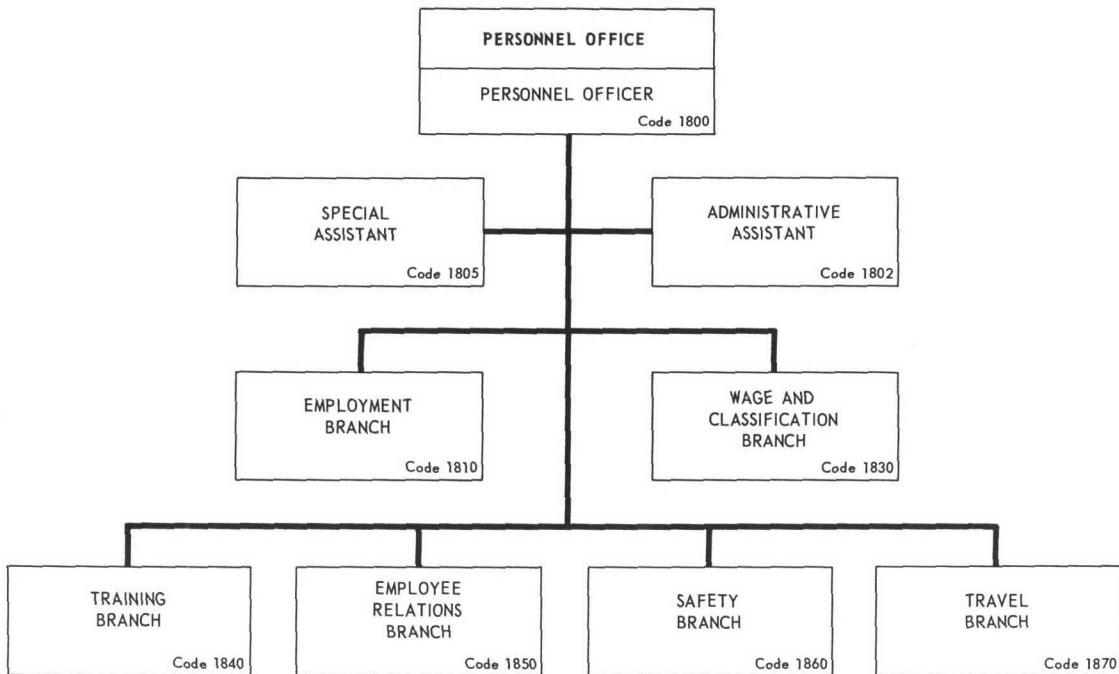 PERSONNEL OFFICE
PERSONNEL OFFICER
Code 1800
SPECIAL
ASSISTANT
Code 1805
ADMINISTRATIVE
ASSISTANT
Code 1802
EMPLOYMENT
BRANCH
Code 1810
WAGE AND
CLASSIFICATION
BRANCH
Code 1830
TRAINING
BRANCH
Code 1840
EMPLOYEE
RELATIONS
BRANCH
Code 1850
SAFETY
BRANCH
Code 1860
TRAVEL
BRANCH
Code 1870